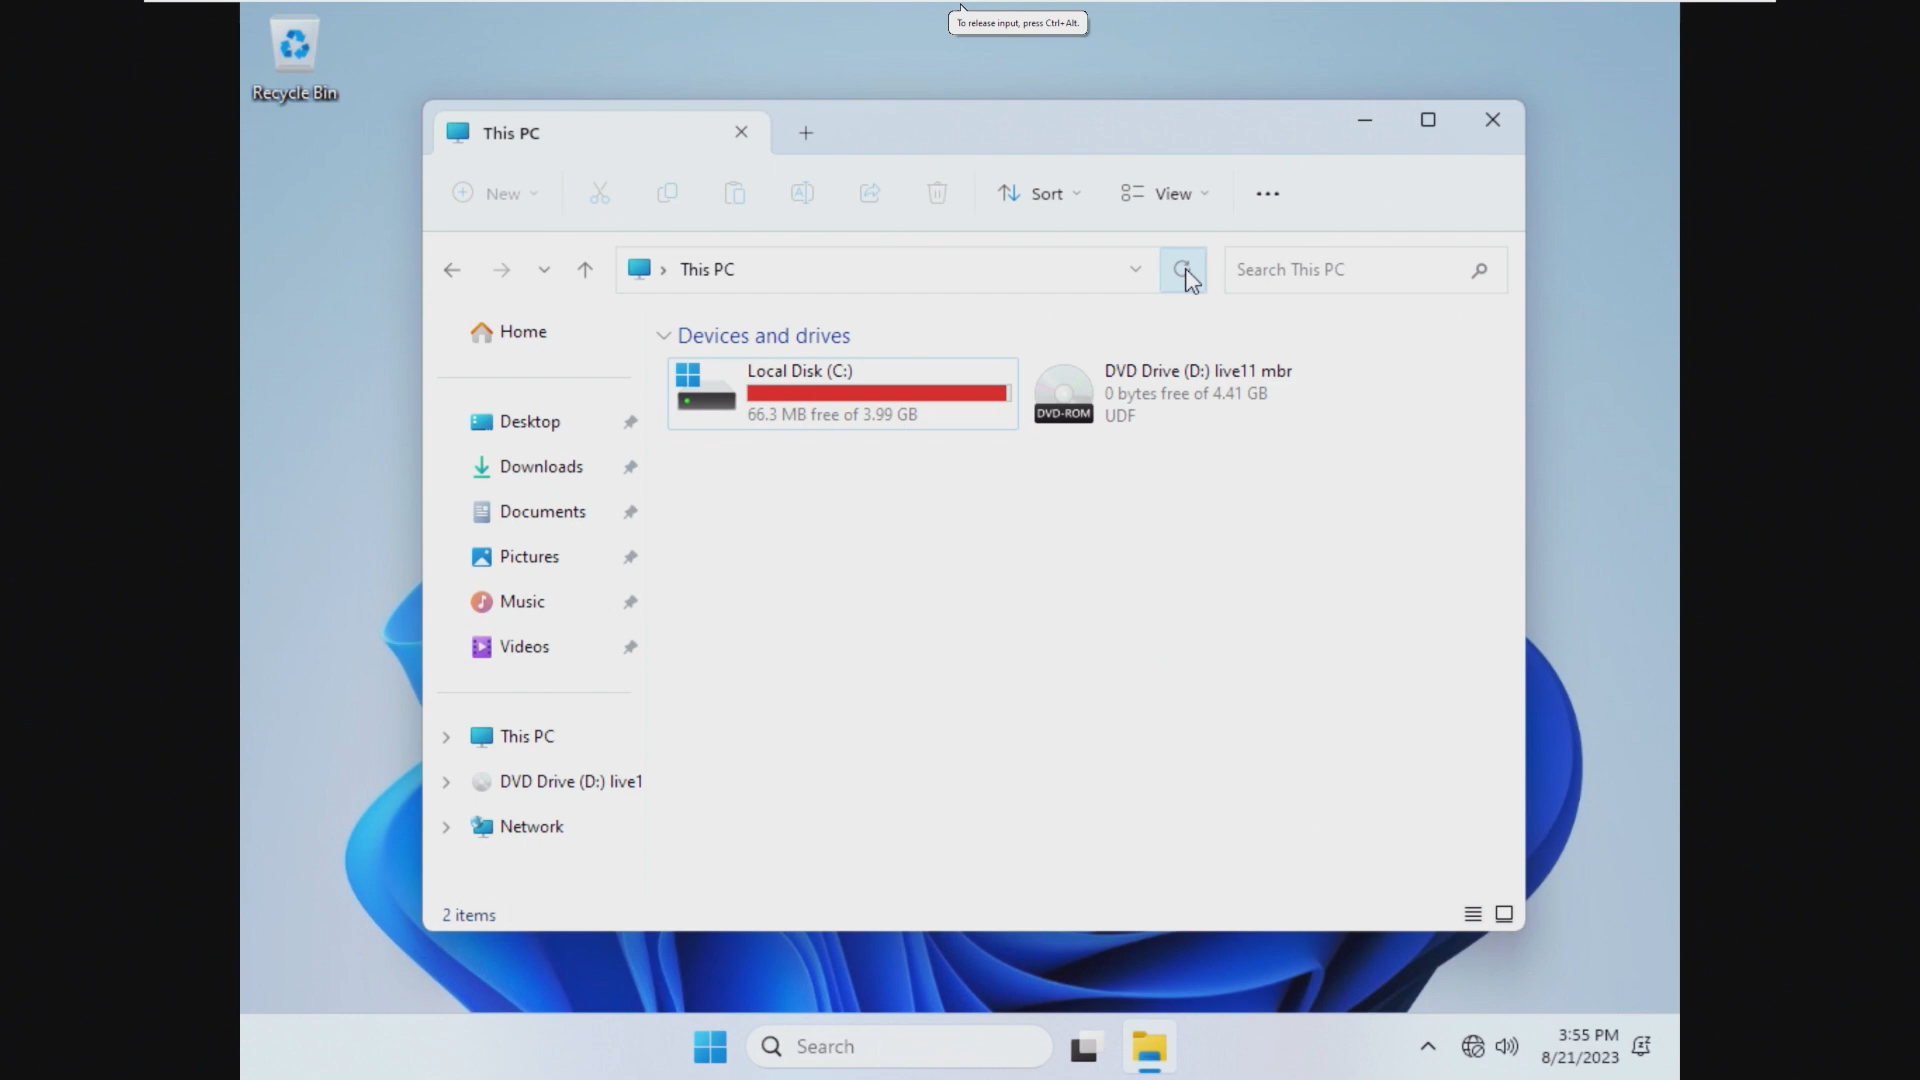 To release input, press Ctrl+Alt.
Recycle Bin
This PC
New
Sort
View
This PC
Search This PC
Home
Desktop
Downloads
Documents
Pictures
Music
Videos
This PC
DVD Drive (D:) live1
Network
Devices and drives
Local Disk (C:)
66.3 MB free of 3.99 GB
DVD Drive (D:) live11 mbr
0 bytes free of 4.41 GB
UDF
DVD-ROM
2 items
Search
3:55 PM
8/21/2023